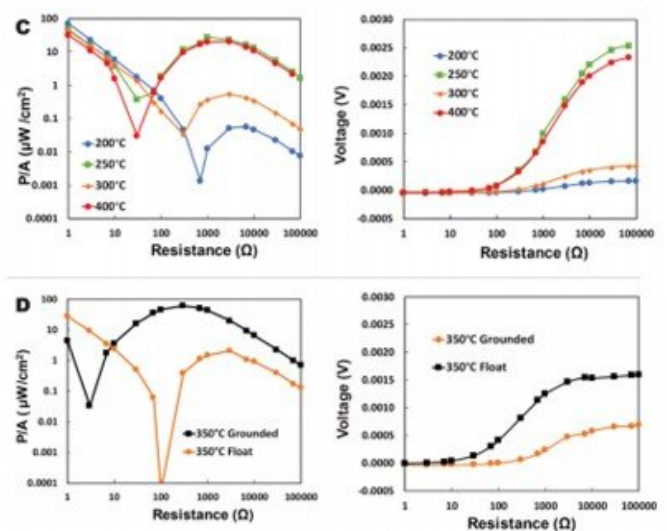 C
P/A (µW/cm²)
100
10
1
0.1
0.01
0.001
0.0001
200°C
250°C
300°C
400°C
1 10 100 1000 10000 100000
Resistance (Ω)
Voltage (V)
0.0030
0.0025
0.0020
0.0015
0.0010
0.0005
0.0000
-0.0005
200°C
250°C
300°C
400°C
1 10 100 1000 10000 100000
Resistance (Ω)
D
P/A ( µW/cm²)
100
10
1
0.1
0.01
0.001
0.0001
350°C Grounded
350°C Float
1 10 100 1000 10000 100000
Resistance (Ω)
Voltage (V)
0.0030
0.0025
0.0020
0.0015
0.0010
0.0005
0.0000
-0.0005
350°C Grounded
350°C Float
1 10 100 1000 10000 100000
Resistance (Ω)